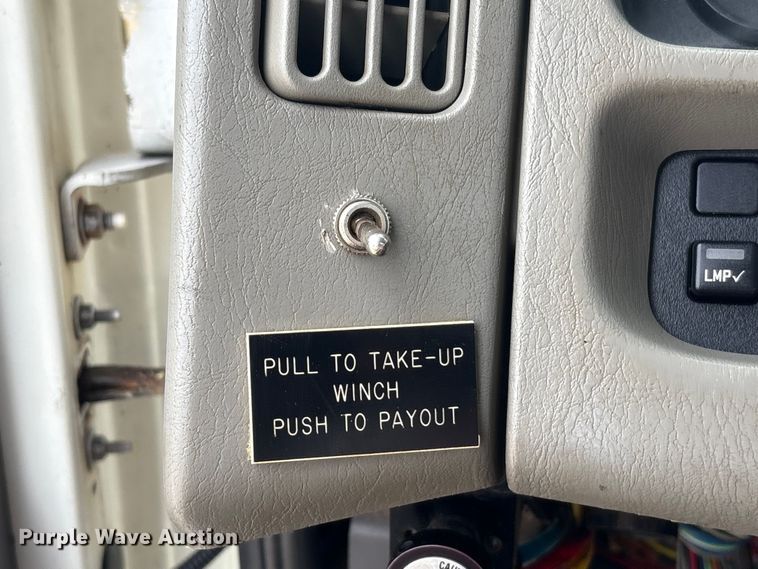 LMP✓
PULL TO TAKE-UP
WINCH
PUSH TO PAYOUT
Purple Wave Auction